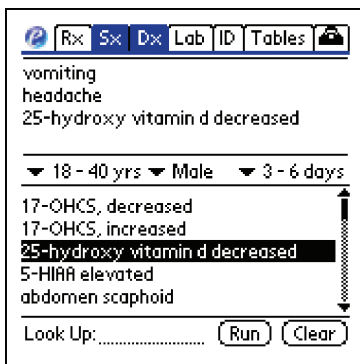 Rx Sx Dx Lab ID Tables
vomiting
headache
25-hydroxy vitamin d decreased
18 - 40 yrs Male 3 - 6 days
17-OHCS, decreased
17-OHCS, increased
25-hydroxy vitamin d decreased
5-HIAA elevated
abdomen scaphoid
Look Up: Run Clear